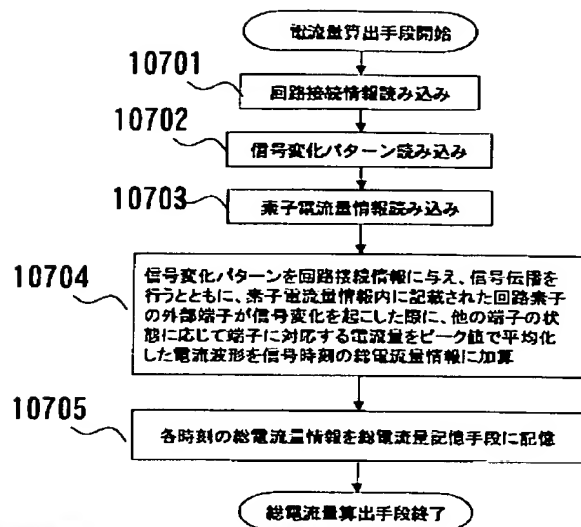 電流量算出手段開始
10701
回路接続情報読み込み
10702
信号変化パターン読み込み
10703
素子電流量情報読み込み
10704
信号変化パターンを回路接続情報に与え、信号伝播を
行うとともに、素子電流量情報内に記載された回路素子
の外部端子が信号変化を起こした際に、他の端子の状
態に応じて端子に対応する電流量をピーク値で平均化
した電流波形を信号時刻の総電流量情報に加算
10705
各時刻の総電流量情報を総電流量記憶手段に記憶
総電流量算出手段終了